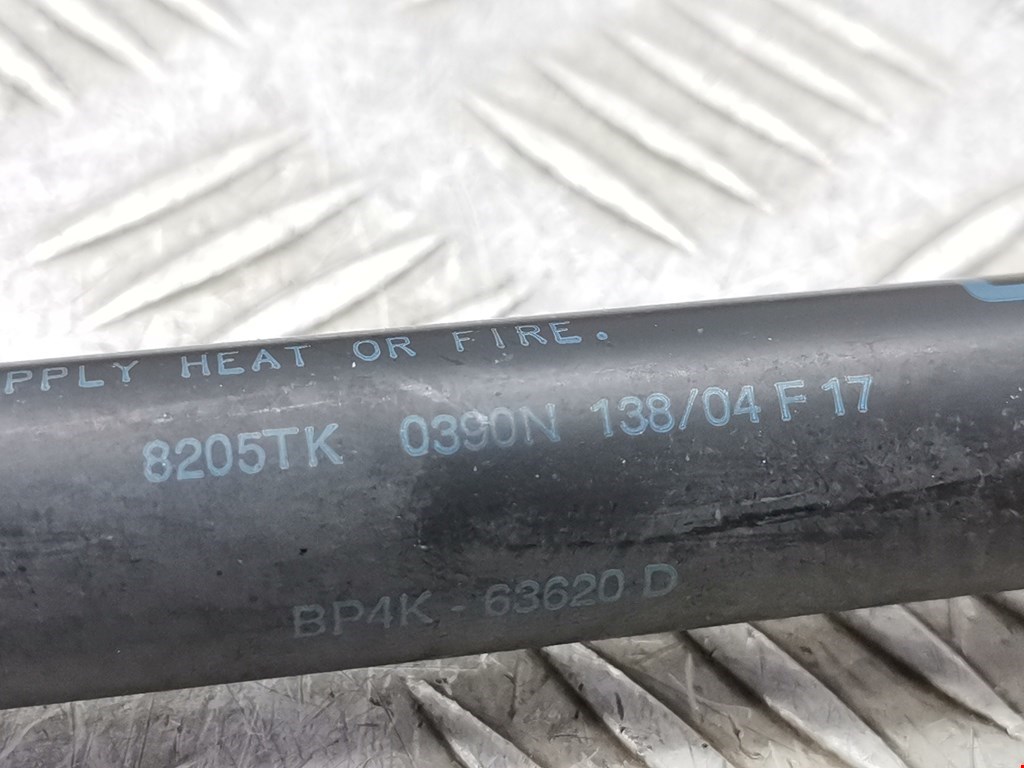 PPLY HEAT OR FIRE.
8205TK 0390N 138/04 F 17
BP4K - 63620 D